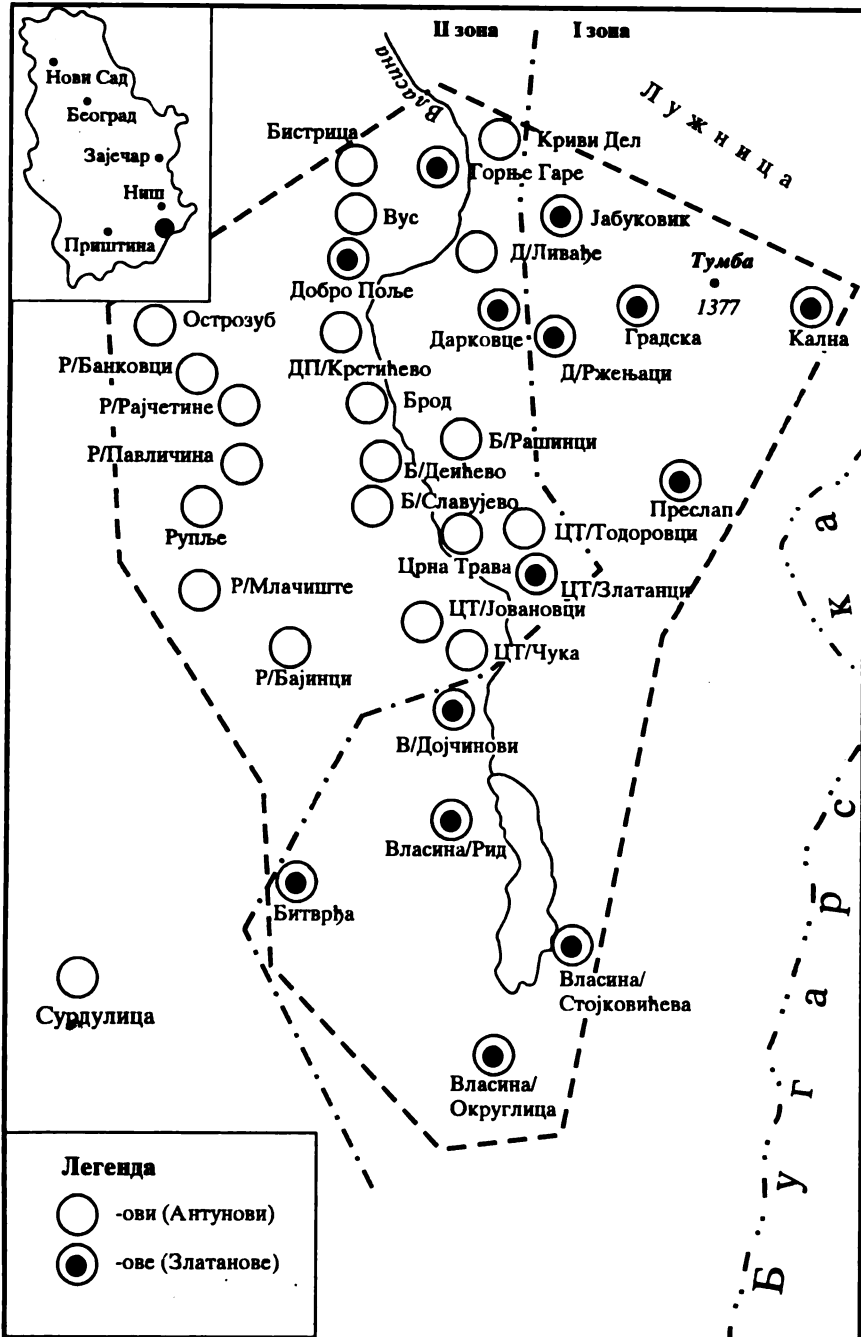 II зона
I зона
Нови Сад
Београд
Зајечар
Ниш
Приштина
Власина
Лужница
Бистрица
Криви Дел
Горње Гаре
Вус
Јабуковик
Д/Ливађе
Тумба
1377
Добро Поље
Острозуб
Дарковце
Градска
Кална
Р/Банковци
ДП/Крстићево
Д/Ржењаци
Р/Рајчетине
Брод
Б/Рашинци
Р/Павличина
Б/Деићево
Преслап
Б/Славујево
Рупље
ЦТ/Тодоровци
Црна Трава
Р/Млачиште
ЦТ/Златанци
ЦТ/Јовановци
ЦТ/Чука
Р/Бајинци
В/Дојчинови
Власина/Рид
Битврђа
Власина/
Стојковићева
Сурдулица
Власина/
Округлица
Бугарска
Легенда
-ови (Антунови)
-ове (Златанове)